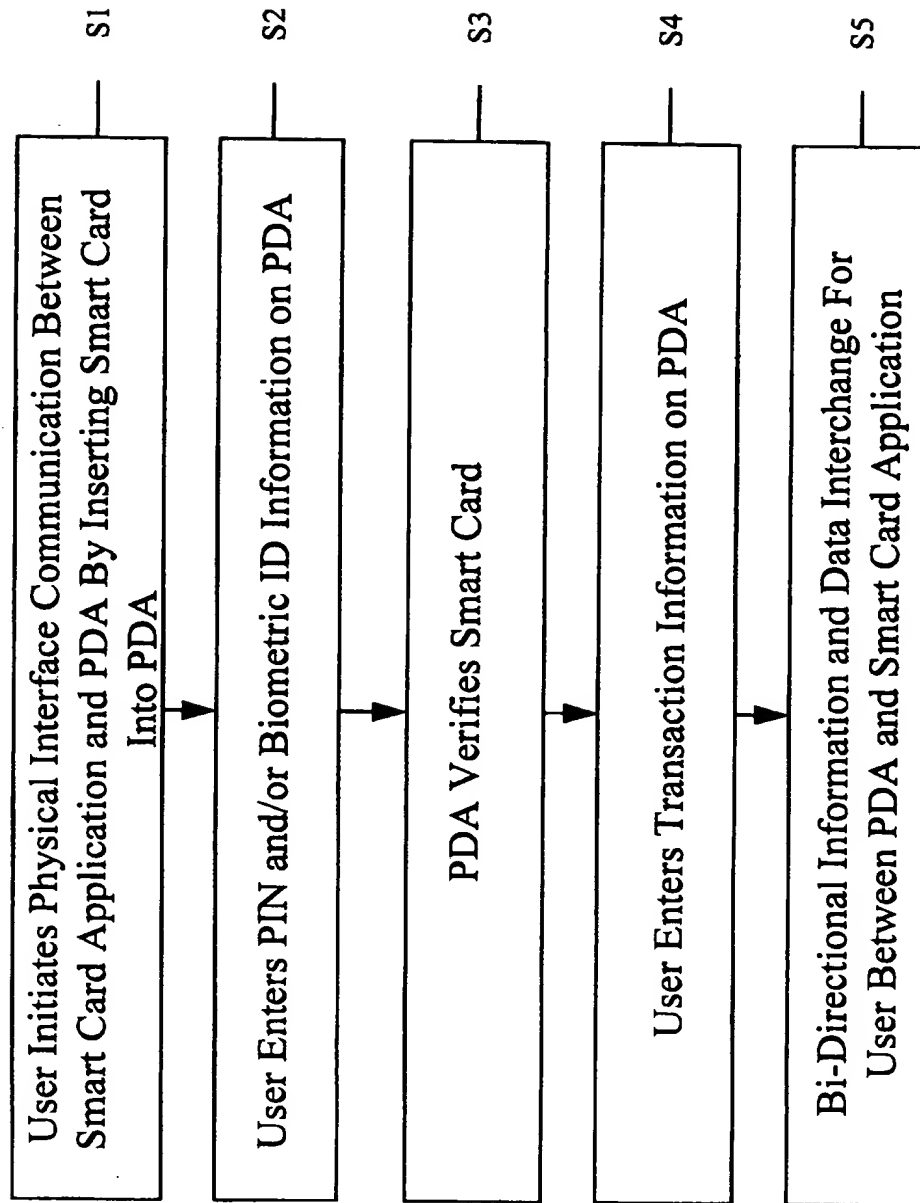 User Initiates Physical Interface Communication Between
Smart Card Application and PDA By Inserting Smart Card
Into PDA
S1
User Enters PIN and/or Biometric ID Information on PDA
S2
PDA Verifies Smart Card
S3
User Enters Transaction Information on PDA
S4
Bi-Directional Information and Data Interchange For
User Between PDA and Smart Card Application
S5